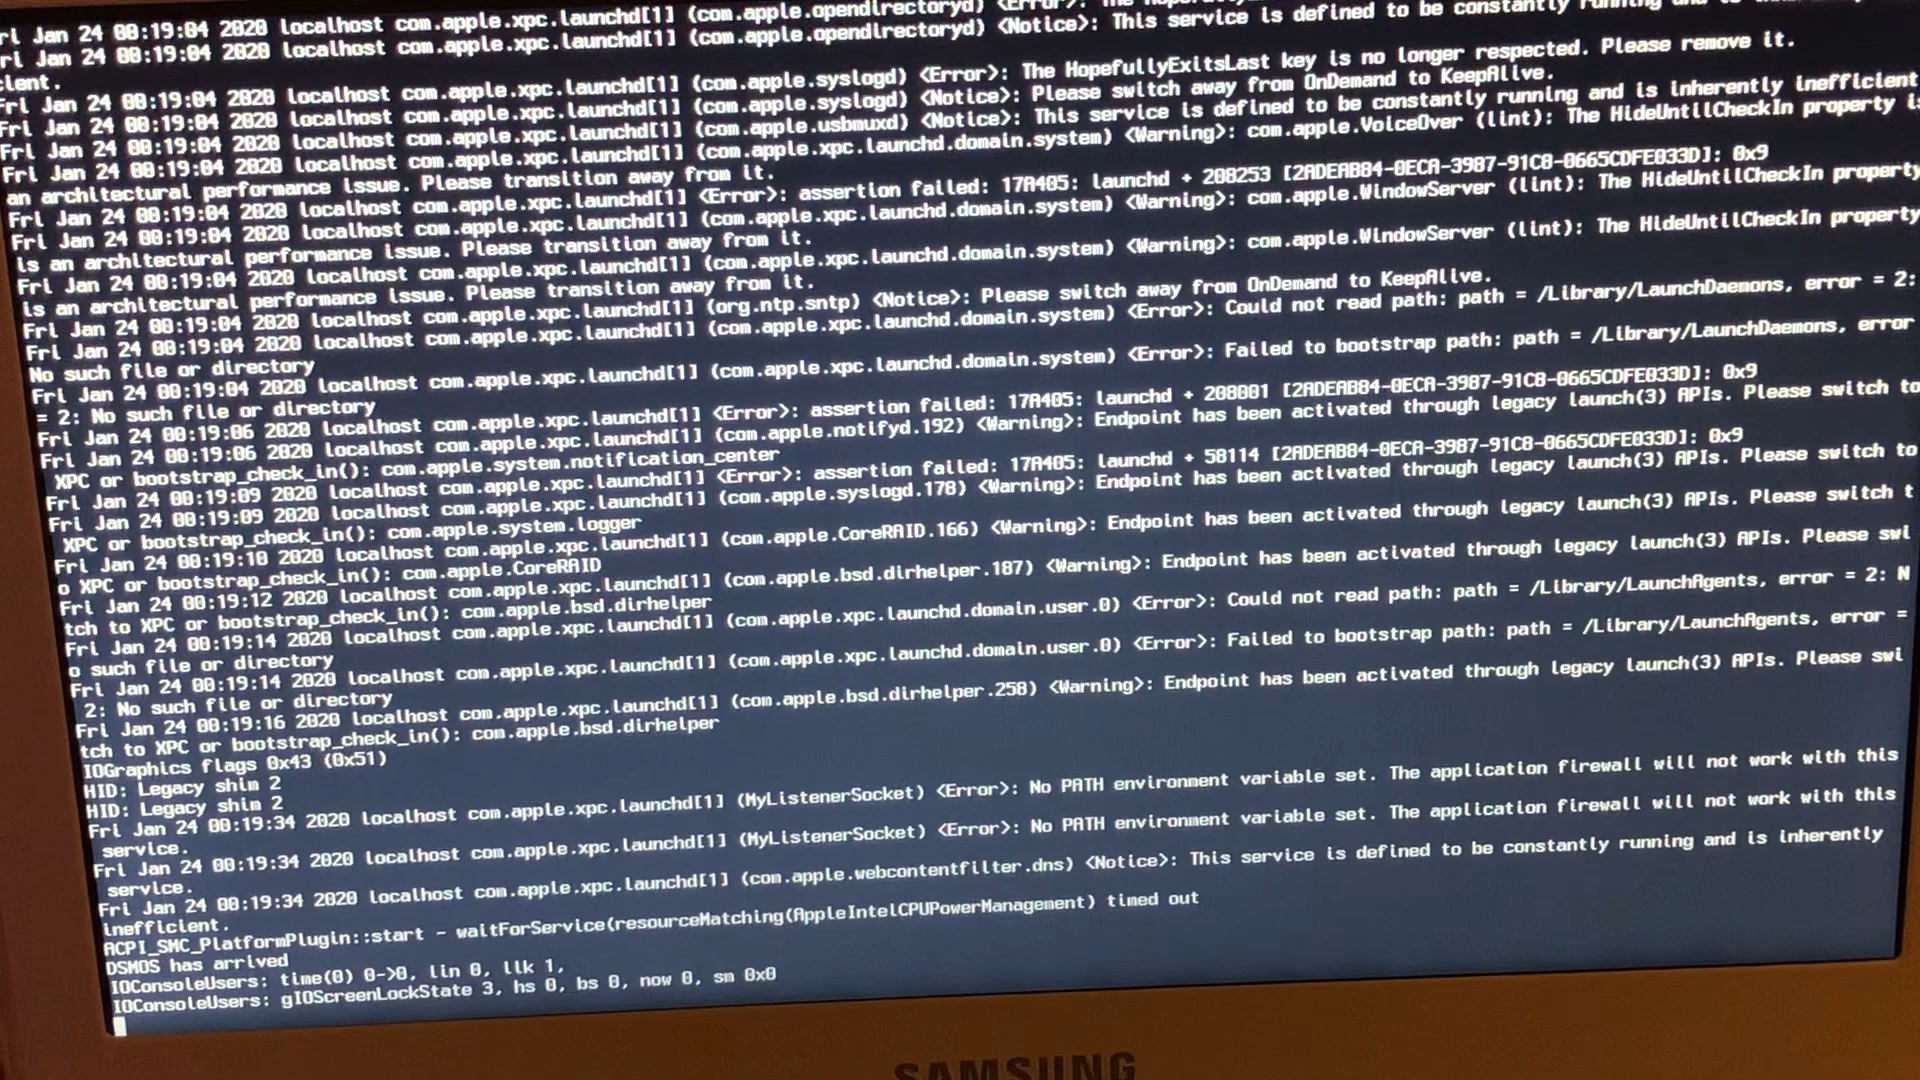 rl Jan 24 00:19:04 2020 localhost com.apple.xpc.launchd[1] (com.apple.opendirectoryd) <Error>: The
rl Jan 24 00:19:04 2020 localhost com.apple.xpc.launchd[1] (com.apple.opendirectoryd) <Notice>: This service is defined to be constantly running and
clent.
Fri Jan 24 00:19:04 2020 localhost com.apple.xpc.launchd[1] (com.apple.syslogd) <Error>: The HopefullyExitsLast key is no longer respected. Please remove it.
Fri Jan 24 00:19:04 2020 localhost com.apple.xpc.launchd[1] (com.apple.syslogd) <Notice>: Please switch away from OnDemand to KeepAlive.
Fri Jan 24 00:19:04 2020 localhost com.apple.xpc.launchd[1] (com.apple.usbmuxd) <Notice>: This service is defined to be constantly running and is inherently inefficient
Fri Jan 24 00:19:04 2020 localhost com.apple.xpc.launchd[1] (com.apple.xpc.launchd.domain.system) <Warning>: com.apple.VoiceOver (lint): The HideUntilCheckIn property i
an architectural performance issue. Please transition away from it.
Fri Jan 24 00:19:04 2020 localhost com.apple.xpc.launchd[1] <Error>: assertion failed: 17A405: launchd + 208253 [2ADEAB84-0ECA-3987-91C8-0665CDFE033D]: 0x9
Fri Jan 24 00:19:04 2020 localhost com.apple.xpc.launchd[1] (com.apple.xpc.launchd.domain.system) <Warning>: com.apple.WindowServer (lint): The HideUntilCheckIn property
is an architectural performance issue. Please transition away from it.
Fri Jan 24 00:19:04 2020 localhost com.apple.xpc.launchd[1] (com.apple.xpc.launchd.domain.system) <Warning>: com.apple.WindowServer (lint): The HideUntilCheckIn property
is an architectural performance issue. Please transition away from it.
Fri Jan 24 00:19:04 2020 localhost com.apple.xpc.launchd[1] (org.ntp.sntp) <Notice>: Please switch away from OnDemand to KeepAlive.
Fri Jan 24 00:19:04 2020 localhost com.apple.xpc.launchd[1] (com.apple.xpc.launchd.domain.system) <Error>: Could not read path: path = /Library/LaunchDaemons, error = 2:
No such file or directory
Fri Jan 24 00:19:04 2020 localhost com.apple.xpc.launchd[1] (com.apple.xpc.launchd.domain.system) <Error>: Failed to bootstrap path: path = /Library/LaunchDaemons, error
= 2: No such file or directory
Fri Jan 24 00:19:06 2020 localhost com.apple.xpc.launchd[1] <Error>: assertion failed: 17A405: launchd + 208001 [2ADEAB84-0ECA-3987-91C8-0665CDFE033D]: 0x9
Fri Jan 24 00:19:06 2020 localhost com.apple.xpc.launchd[1] (com.apple.notifyd.192) <Warning>: Endpoint has been activated through legacy launch(3) APIs. Please switch to
XPC or bootstrap_check_in(): com.apple.system.notification_center
Fri Jan 24 00:19:09 2020 localhost com.apple.xpc.launchd[1] <Error>: assertion failed: 17A405: launchd + 58114 [2ADEAB84-0ECA-3987-91C8-0665CDFE033D]: 0x9
Fri Jan 24 00:19:09 2020 localhost com.apple.xpc.launchd[1] (com.apple.syslogd.178) <Warning>: Endpoint has been activated through legacy launch(3) APIs. Please switch to
XPC or bootstrap_check_in(): com.apple.system.logger
Fri Jan 24 00:19:10 2020 localhost com.apple.xpc.launchd[1] (com.apple.CoreRAID.166) <Warning>: Endpoint has been activated through legacy launch(3) APIs. Please switch t
o XPC or bootstrap_check_in(): com.apple.CoreRAID
Fri Jan 24 00:19:12 2020 localhost com.apple.xpc.launchd[1] (com.apple.bsd.dirhelper.187) <Warning>: Endpoint has been activated through legacy launch(3) APIs. Please swi
tch to XPC or bootstrap_check_in(): com.apple.bsd.dirhelper
Fri Jan 24 00:19:14 2020 localhost com.apple.xpc.launchd[1] (com.apple.xpc.launchd.domain.user.0) <Error>: Could not read path: path = /Library/LaunchAgents, error = 2: N
o such file or directory
Fri Jan 24 00:19:14 2020 localhost com.apple.xpc.launchd[1] (com.apple.xpc.launchd.domain.user.0) <Error>: Failed to bootstrap path: path = /Library/LaunchAgents, error =
2: No such file or directory
Fri Jan 24 00:19:16 2020 localhost com.apple.xpc.launchd[1] (com.apple.bsd.dirhelper.258) <Warning>: Endpoint has been activated through legacy launch(3) APIs. Please swi
tch to XPC or bootstrap_check_in(): com.apple.bsd.dirhelper
IOGraphics flags 0x43 (0x51)
HID: Legacy shim 2
HID: Legacy shim 2
Fri Jan 24 00:19:34 2020 localhost com.apple.xpc.launchd[1] (MyListenerSocket) <Error>: No PATH environment variable set. The application firewall will not work with this
service.
Fri Jan 24 00:19:34 2020 localhost com.apple.xpc.launchd[1] (MyListenerSocket) <Error>: No PATH environment variable set. The application firewall will not work with this
service.
Fri Jan 24 00:19:34 2020 localhost com.apple.xpc.launchd[1] (com.apple.webcontentfilter.dns) <Notice>: This service is defined to be constantly running and is inherently
inefficient.
ACPI_SMC_PlatformPlugin::start - waitForService(resourceMatching(AppleIntelCPUPowerManagement) timed out
DSMOS has arrived
IOConsoleUsers: time(0) 0->0, lin 0, llk 1,
IOConsoleUsers: gIOScreenLockState 3, hs 0, bs 0, now 0, sm 0x0
SAMSUNG